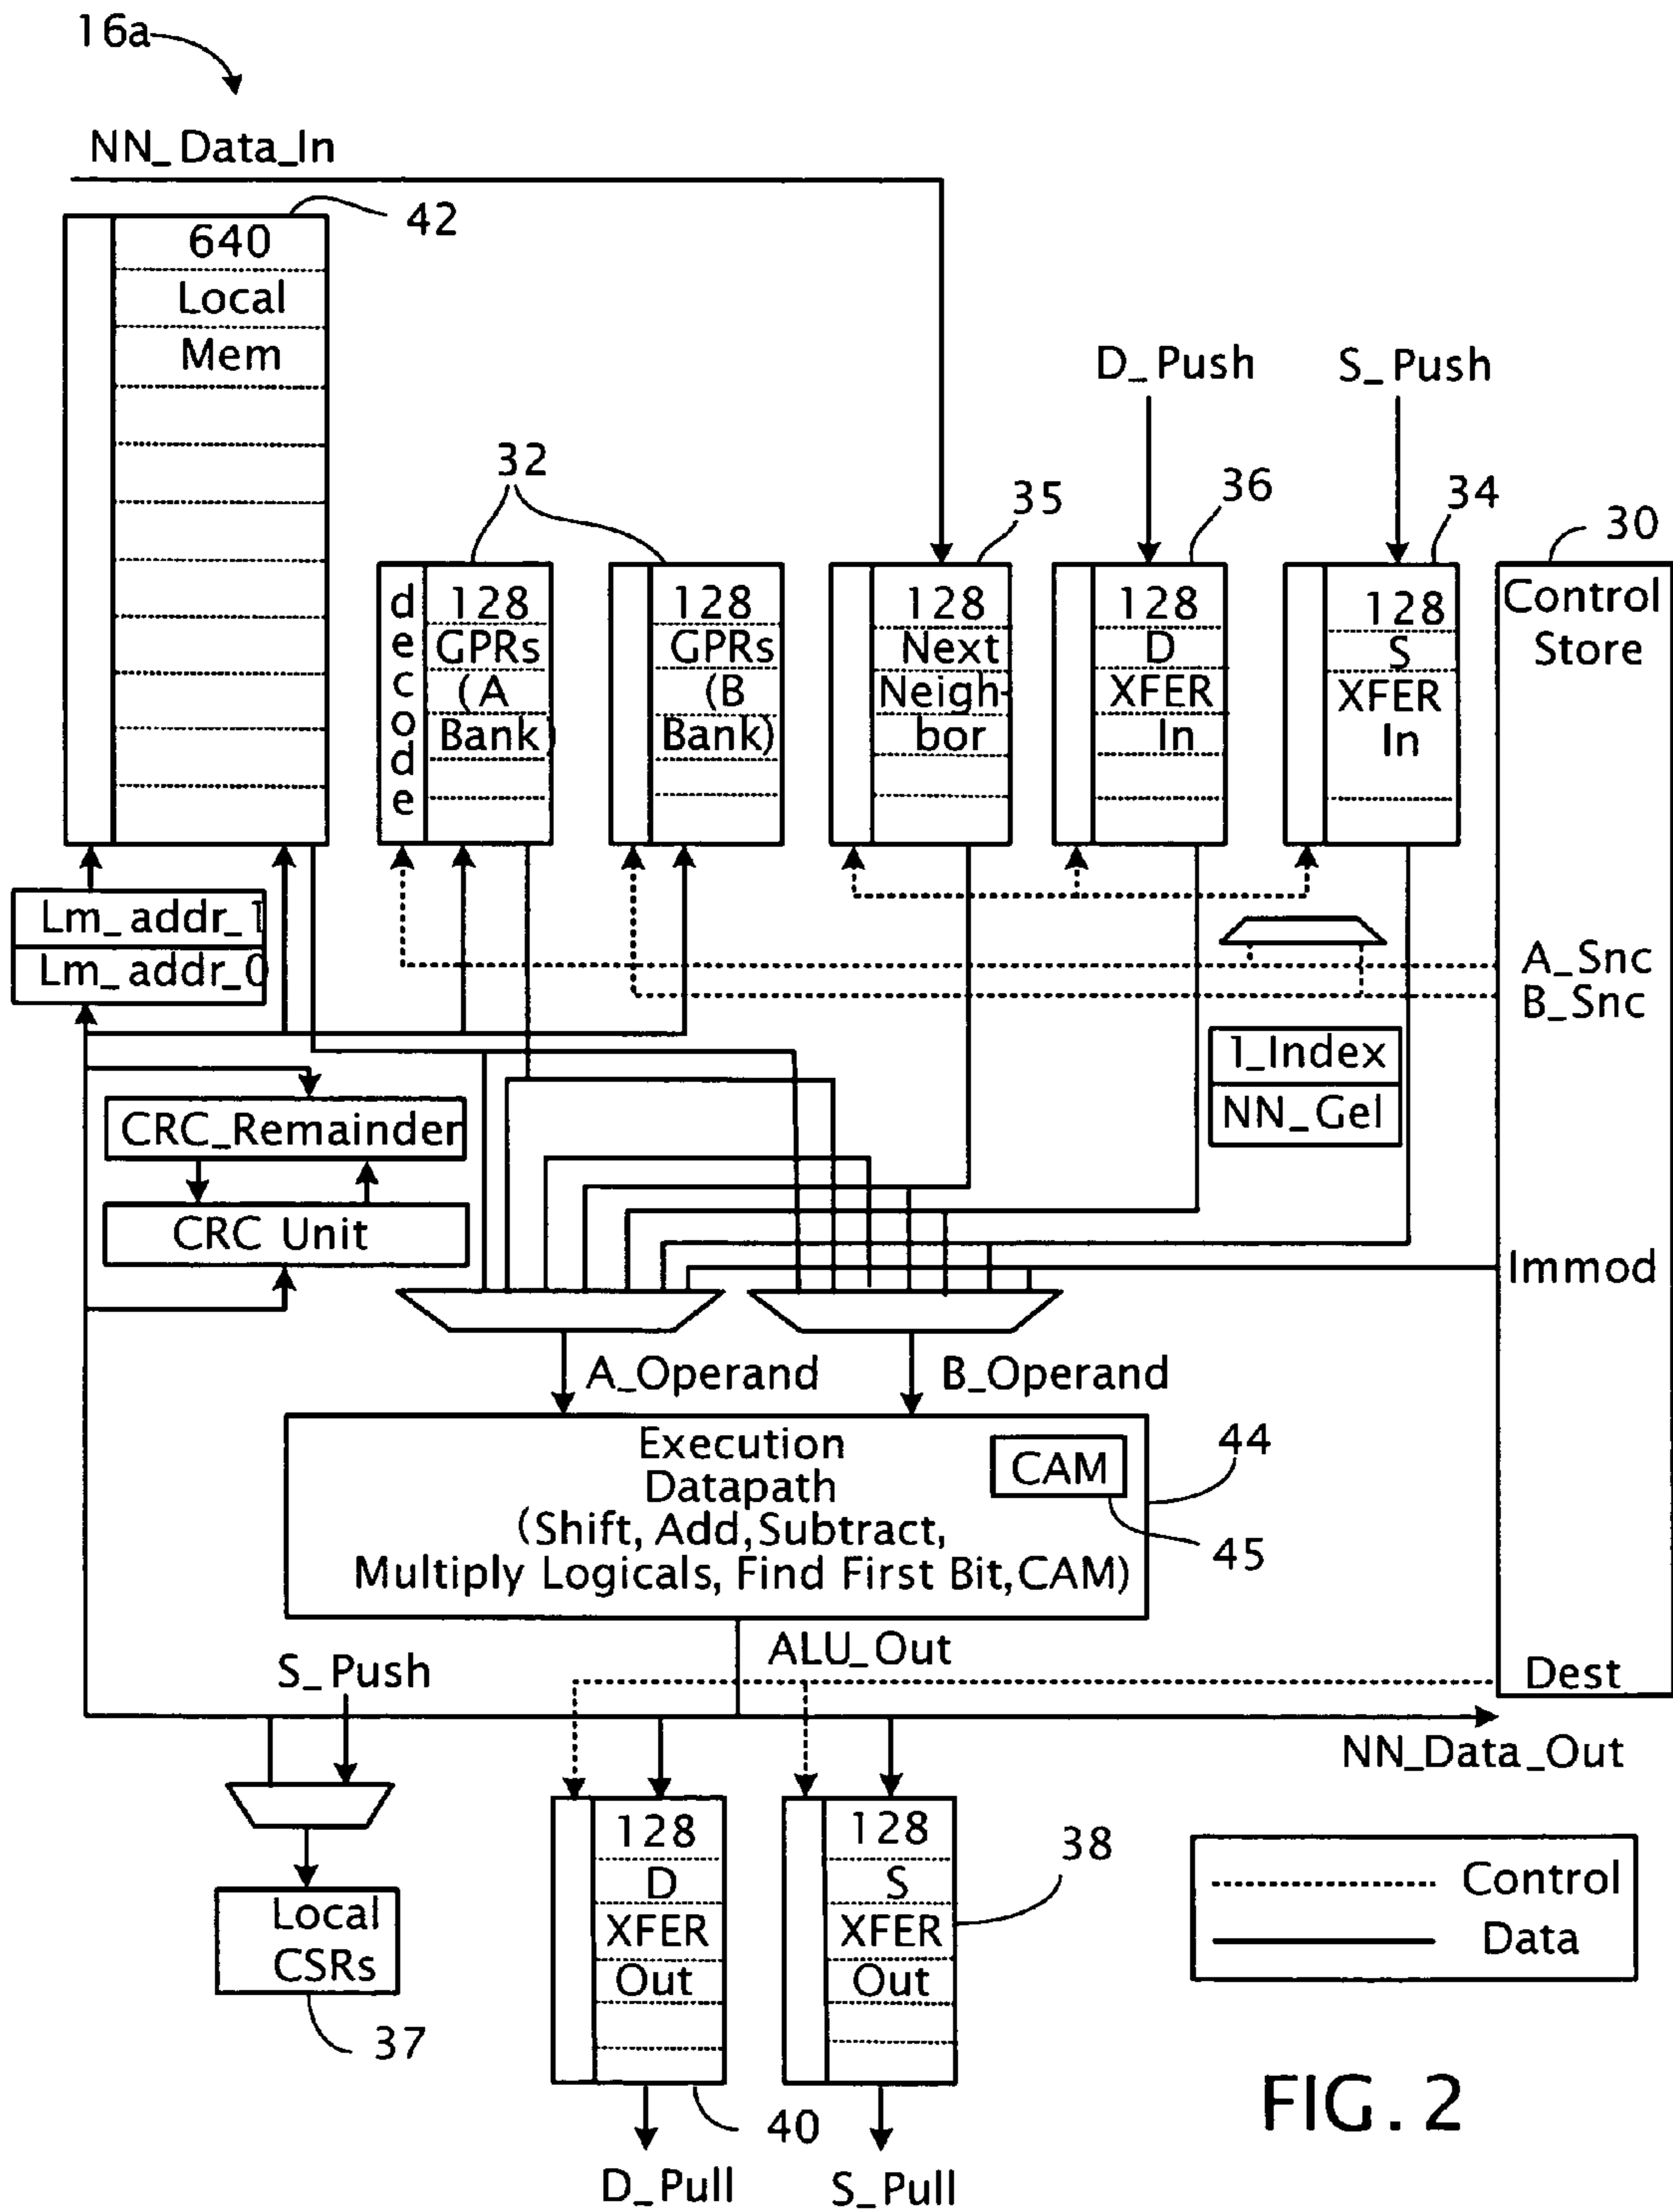 16a
NN_Data_In
42
640
Local
Mem
D_Push
S_Push
32
35
36
34
30
decode
128
GPRs
(A
Bank)
128
GPRs
(B
Bank)
128
Next
Neigh-
bor
128
D
XFER
In
128
S
XFER
In
Control
Store
Lm_addr_1
Lm_addr_0
A_Snc
B_Snc
1_Index
NN_Gel
CRC_Remainder
CRC Unit
Immod
A_Operand
B_Operand
Execution
Datapath
(Shift, Add, Subtract,
Multiply Logicals, Find First Bit, CAM)
CAM
44
45
ALU_Out
S_Push
Dest
NN_Data_Out
128
D
XFER
Out
128
S
XFER
Out
38
Local
CSRs
37
40
D_Pull
S_Pull
Control
Data
FIG. 2